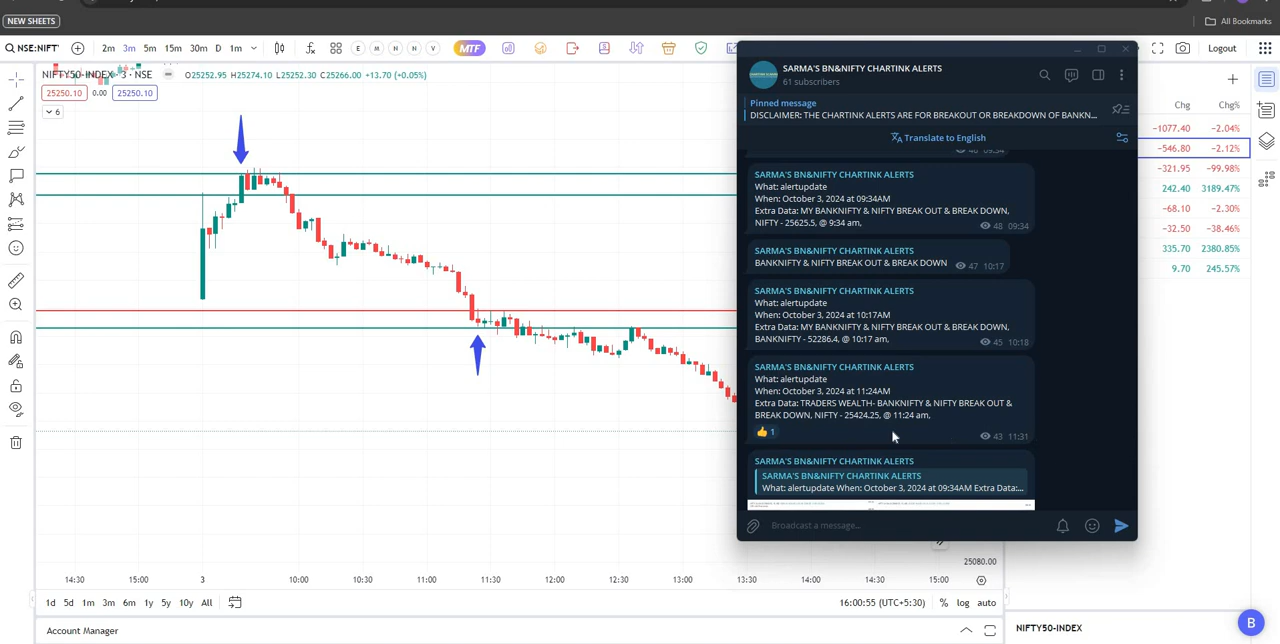 NEW SHEETS
All Bookmarks
NSE:NIFT
2m 3m 5m 15m 30m D 1m
E M H N V
MTF
Logout
NIFTY50-INDEX · 3 · NSE
O25252.95 H25274.10 L25252.30 C25266.00 +13.70 (+0.05%)
25250.10 0.00 25250.10
6
SARMA'S BN&NIFTY CHARTINK ALERTS
61 subscribers
Pinned message
DISCLAIMER: THE CHARTINK ALERTS ARE FOR BREAKOUT OR BREAKDOWN OF BANKN...
Translate to English
48 09:34
SARMA'S BN&NIFTY CHARTINK ALERTS
What: alertupdate
When: October 3, 2024 at 09:34AM
Extra Data: MY BANKNIFTY & NIFTY BREAK OUT & BREAK DOWN,
NIFTY - 25625.5, @ 9:34 am,
48 09:34
SARMA'S BN&NIFTY CHARTINK ALERTS
BANKNIFTY & NIFTY BREAK OUT & BREAK DOWN
47 10:17
SARMA'S BN&NIFTY CHARTINK ALERTS
What: alertupdate
When: October 3, 2024 at 10:17AM
Extra Data: MY BANKNIFTY & NIFTY BREAK OUT & BREAK DOWN,
BANKNIFTY - 52286.4, @ 10:17 am,
45 10:18
SARMA'S BN&NIFTY CHARTINK ALERTS
What: alertupdate
When: October 3, 2024 at 11:24AM
Extra Data: TRADERS WEALTH- BANKNIFTY & NIFTY BREAK OUT &
BREAK DOWN, NIFTY - 25424.25, @ 11:24 am,
1
43 11:31
SARMA'S BN&NIFTY CHARTINK ALERTS
SARMA'S BN&NIFTY CHARTINK ALERTS
What: alertupdate When: October 3, 2024 at 09:34AM Extra Data:...
Broadcast a message...
Chg Chg%
−1077.40 −2.04%
−546.80 −2.12%
−321.95 −99.98%
242.40 3189.47%
−68.10 −2.30%
−32.50 −38.46%
335.70 2380.85%
9.70 245.57%
25080.00
14:30 15:00 3 10:00 10:30 11:00 11:30 12:00 12:30 13:00 13:30 14:00 14:30 15:00
1d 5d 1m 3m 6m 1y 5y 10y All
16:00:55 (UTC+5:30) % log auto
Account Manager
NIFTY50-INDEX
B